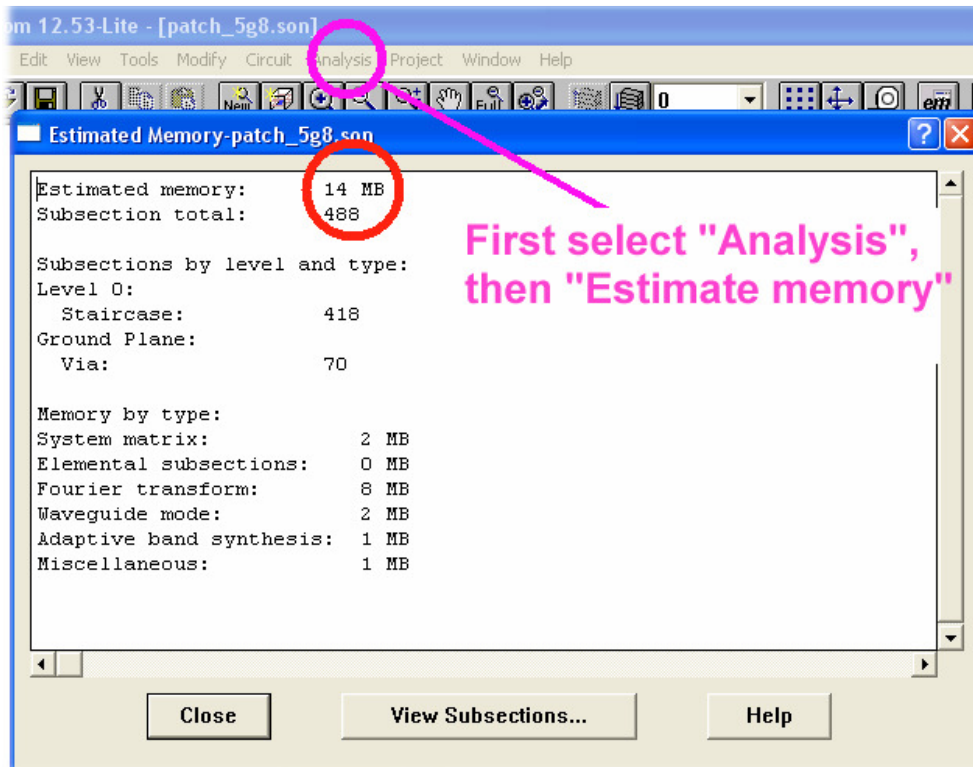 om 12.53-Lite - [patch_5g8.son]
Edit View Tools Modify Circuit Analysis Project Window Help
New Full 0 em
Estimated Memory-patch_5g8.son
Estimated memory: 14 MB
Subsection total: 488
First select "Analysis",
then "Estimate memory"
Subsections by level and type:
Level 0:
Staircase: 418
Ground Plane:
Via: 70
Memory by type:
System matrix: 2 MB
Elemental subsections: 0 MB
Fourier transform: 8 MB
Waveguide mode: 2 MB
Adaptive band synthesis: 1 MB
Miscellaneous: 1 MB
Close View Subsections... Help